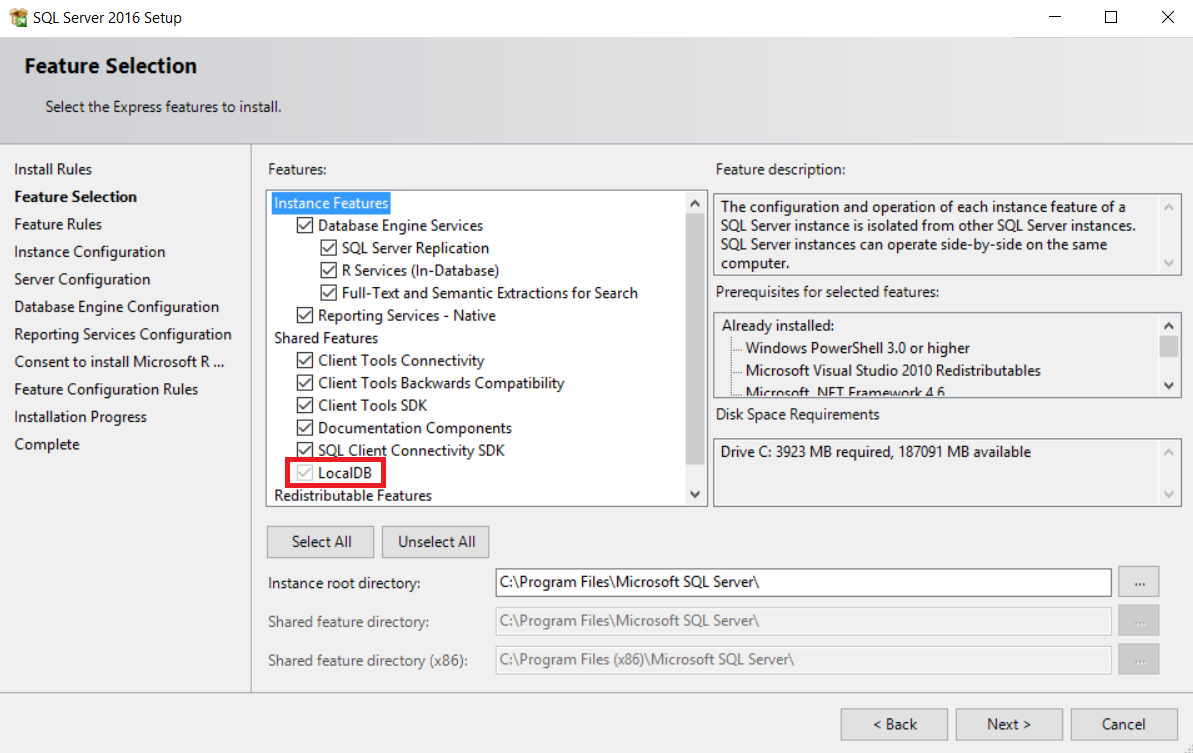 SQL Server 2016 Setup
Feature Selection
Select the Express features to install.
Install Rules
Feature Selection
Feature Rules
Instance Configuration
Server Configuration
Database Engine Configuration
Reporting Services Configuration
Consent to install Microsoft R ...
Feature Configuration Rules
Installation Progress
Complete
Features:
Instance Features
Database Engine Services
SQL Server Replication
R Services (In-Database)
Full-Text and Semantic Extractions for Search
Reporting Services - Native
Shared Features
Client Tools Connectivity
Client Tools Backwards Compatibility
Client Tools SDK
Documentation Components
SQL Client Connectivity SDK
LocalDB
Redistributable Features
Feature description:
The configuration and operation of each instance feature of a
SQL Server instance is isolated from other SQL Server instances.
SQL Server instances can operate side-by-side on the same
computer.
Prerequisites for selected features:
Already installed:
Windows PowerShell 3.0 or higher
Microsoft Visual Studio 2010 Redistributables
Microsoft .NET Framework 4.6
Disk Space Requirements
Drive C: 3923 MB required, 187091 MB available
Select All
Unselect All
Instance root directory:
C:\Program Files\Microsoft SQL Server\
...
Shared feature directory:
C:\Program Files\Microsoft SQL Server\
...
Shared feature directory (x86):
C:\Program Files (x86)\Microsoft SQL Server\
...
< Back
Next >
Cancel